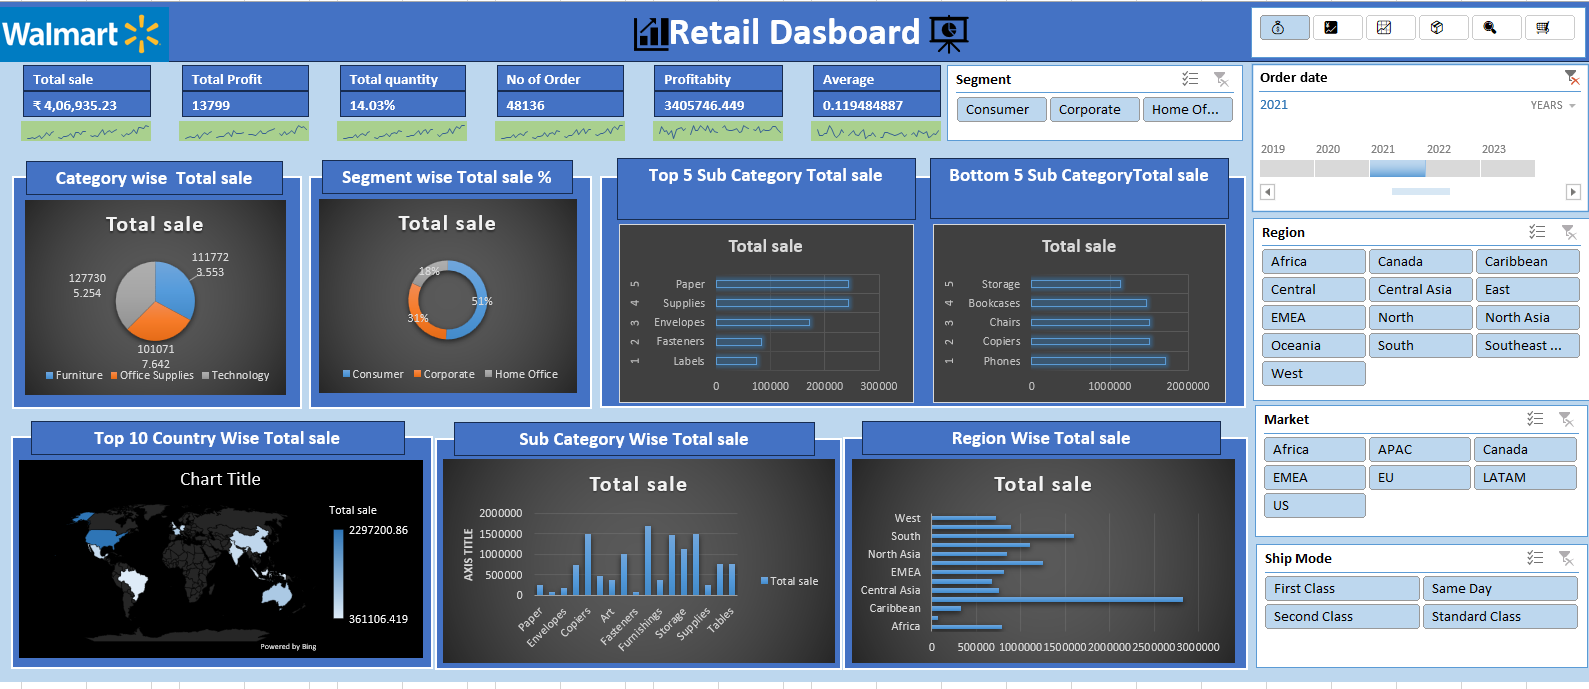 Walmart
Retail Dasboard
Total sale
₹ 4,06,935.23
Total Profit
13799
Total quantity
14.03%
No of Order
48136
Profitabity
3405746.449
Average
0.119484887
Segment
Consumer
Corporate
Home Of...
Order date
2021
YEARS
2019 2020 2021 2022 2023
Category wise Total sale
Total sale
111772
3.553
127730
5.254
101071
7.642
Furniture Office Supplies Technology
Segment wise Total sale %
Total sale
18%
51%
31%
Consumer Corporate Home Office
Top 5 Sub Category Total sale
Total sale
5 Paper
4 Supplies
3 Envelopes
2 Fasteners
1 Labels
0 100000 200000 300000
Bottom 5 Sub CategoryTotal sale
Total sale
5 Storage
4 Bookcases
3 Chairs
2 Copiers
1 Phones
0 1000000 2000000
Region
Africa Canada Caribbean
Central Central Asia East
EMEA North North Asia
Oceania South Southeast ...
West
Top 10 Country Wise Total sale
Chart Title
Total sale
2297200.86
361106.419
Powered by Bing
Sub Category Wise Total sale
Total sale
AXIS TITLE
2000000
1500000
1000000
500000
0
Paper
Envelopes
Copiers
Art
Fasteners
Furnishings
Storage
Supplies
Tables
Total sale
Region Wise Total sale
Total sale
West
South
North Asia
EMEA
Central Asia
Caribbean
Africa
0 500000 1000000 1500000 2000000 2500000 3000000
Market
Africa APAC Canada
EMEA EU LATAM
US
Ship Mode
First Class Same Day
Second Class Standard Class